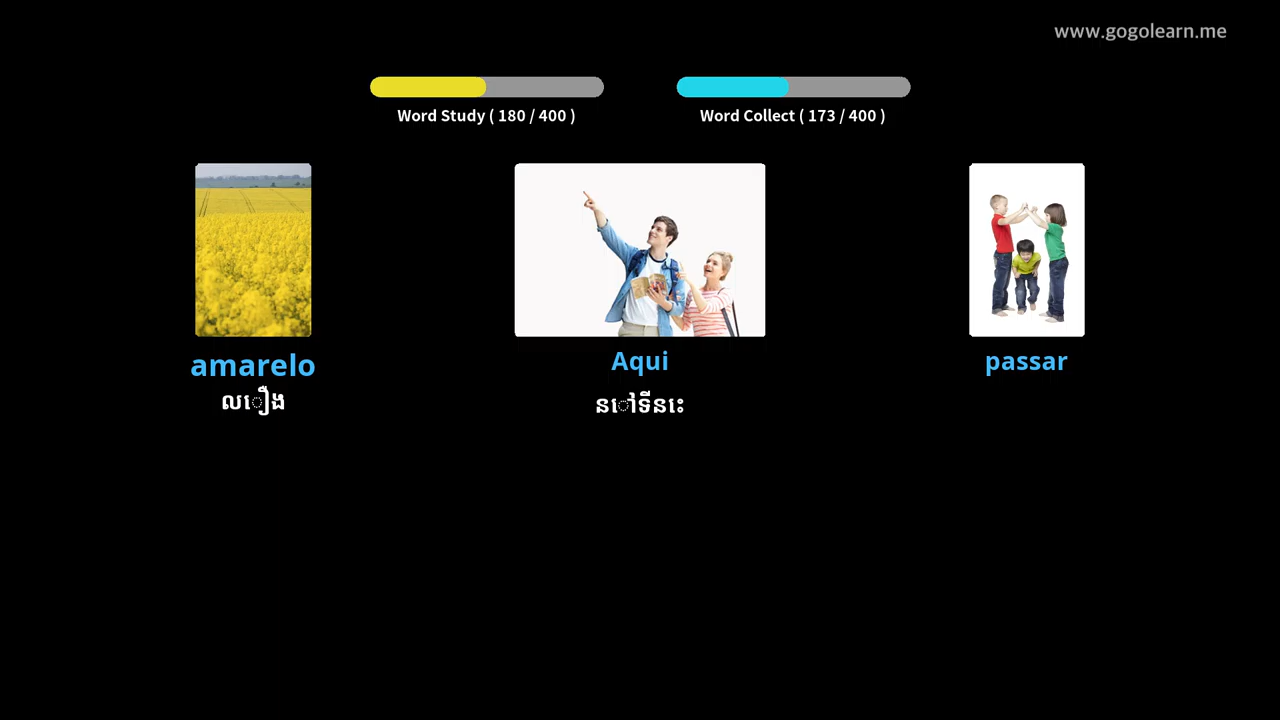 www.gogolearn.me
Word Study ( 180 / 400 )
Word Collect ( 173 / 400 )
amarelo
Aqui
passar
លឿង
នៅទីនេះ